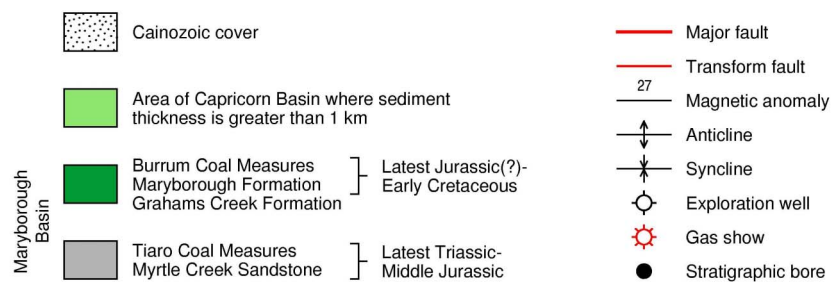 Cainozoic cover
Area of Capricorn Basin where sediment
thickness is greater than 1 km
Maryborough
Basin
Burrum Coal Measures
Maryborough Formation
Grahams Creek Formation
Latest Jurassic(?)-
Early Cretaceous
Tiaro Coal Measures
Myrtle Creek Sandstone
Latest Triassic-
Middle Jurassic
Major fault
Transform fault
27
Magnetic anomaly
Anticline
Syncline
Exploration well
Gas show
Stratigraphic bore